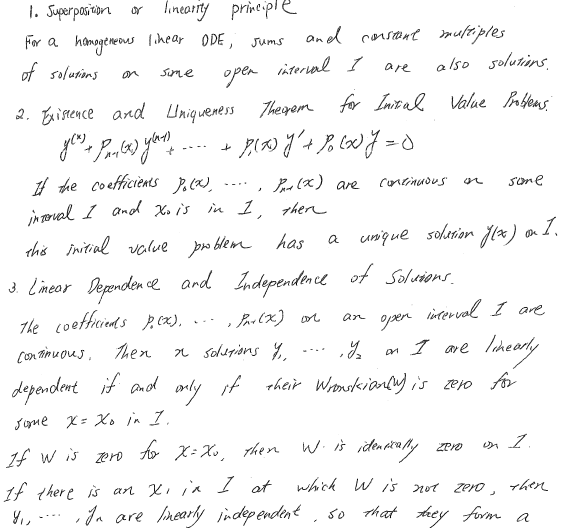 1. Superposition or linearity principle
For a homogeneous linear ODE, sums and constant multiples
of solutions on some open interval I are also solutions.
2. Existence and Uniqueness Theorem for Initial Value Problems.
y^(n) + P_{n-1}(x) y^(n-1) + ···· + P_1(x) y' + P_0(x) y = 0
If the coefficients P_0(x), ····, P_{n-1}(x) are continuous on some
interval I and x_0 is in I, then
this initial value problem has a unique solution y(x) on I.
3. Linear Dependence and Independence of Solutions.
The coefficients P_0(x), ···, P_{n-1}(x) on an open interval I are
continuous. Then n solutions y_1, ····, y_2 on I are linearly
dependent if and only if their Wronskian(W) is zero for
some x = x_0 in I.
If W is zero for x = x_0, then W is identically zero on I.
If there is an x_1 in I at which W is not zero, then
y_1, ····, y_n are linearly independent, so that they form a